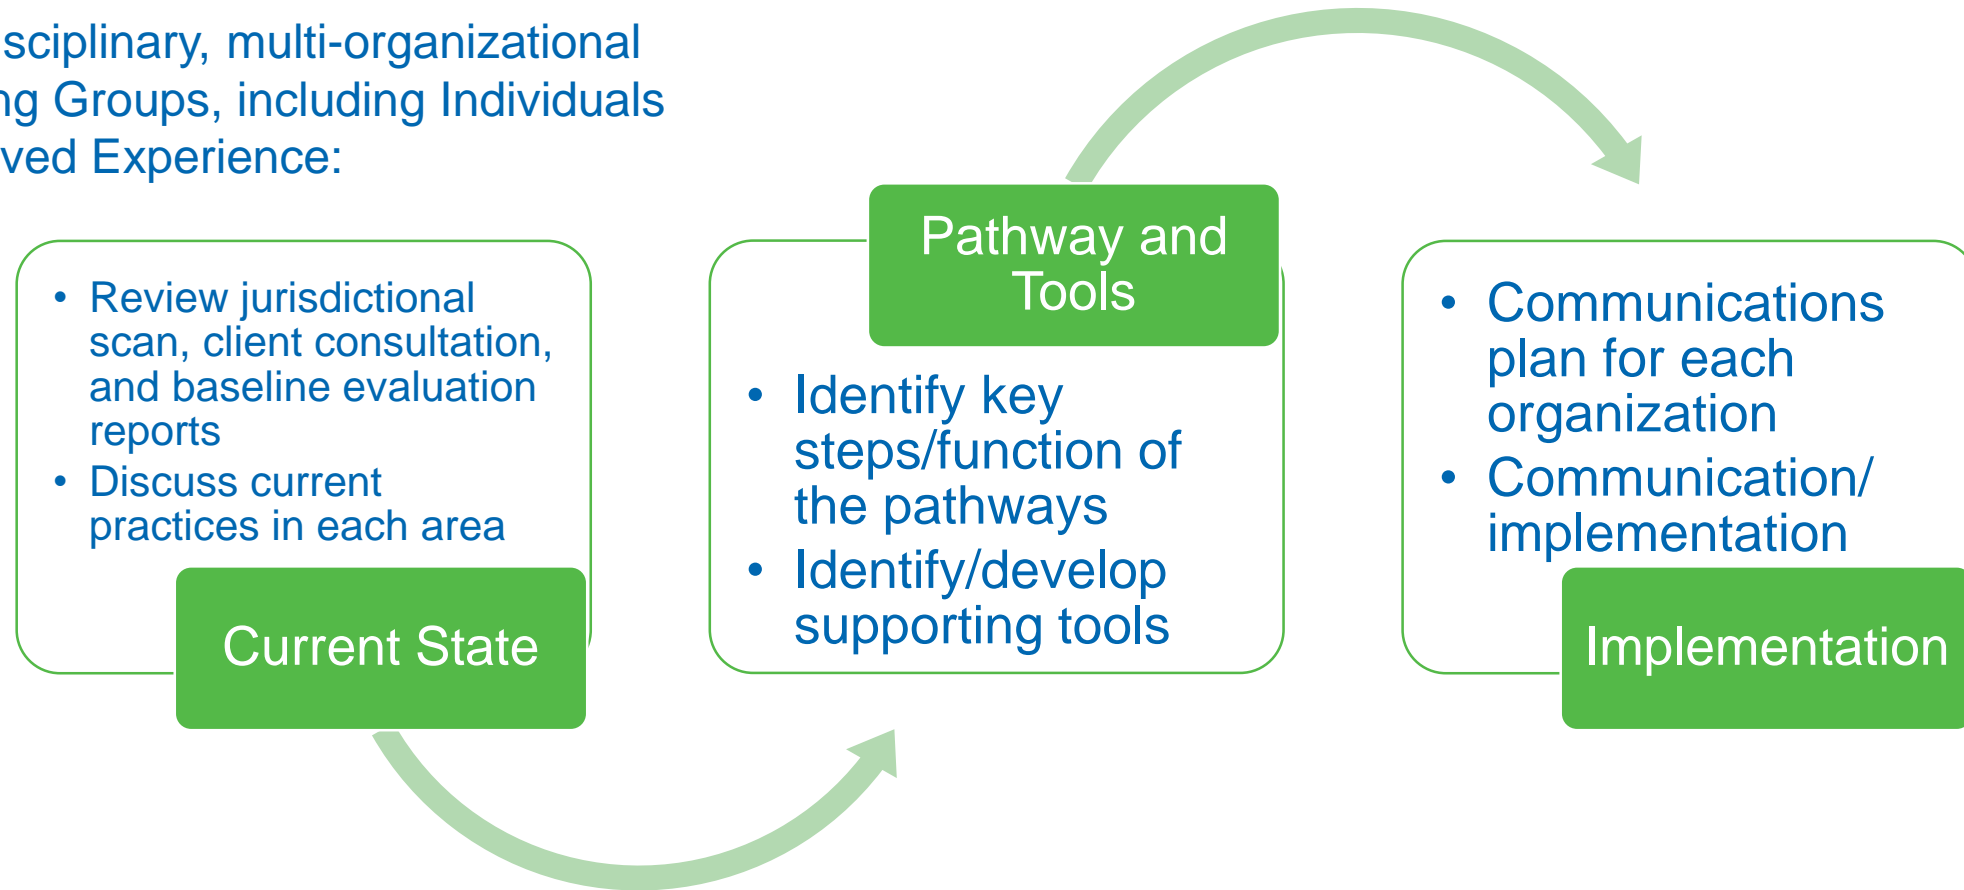 sciplinary, multi-organizational
ng Groups, including Individuals
ved Experience:
• Review jurisdictional
scan, client consultation,
and baseline evaluation
reports
• Discuss current
practices in each area
Current State
Pathway and
Tools
• Identify key
steps/function of
the pathways
• Identify/develop
supporting tools
• Communications
plan for each
organization
• Communication/
implementation
Implementation